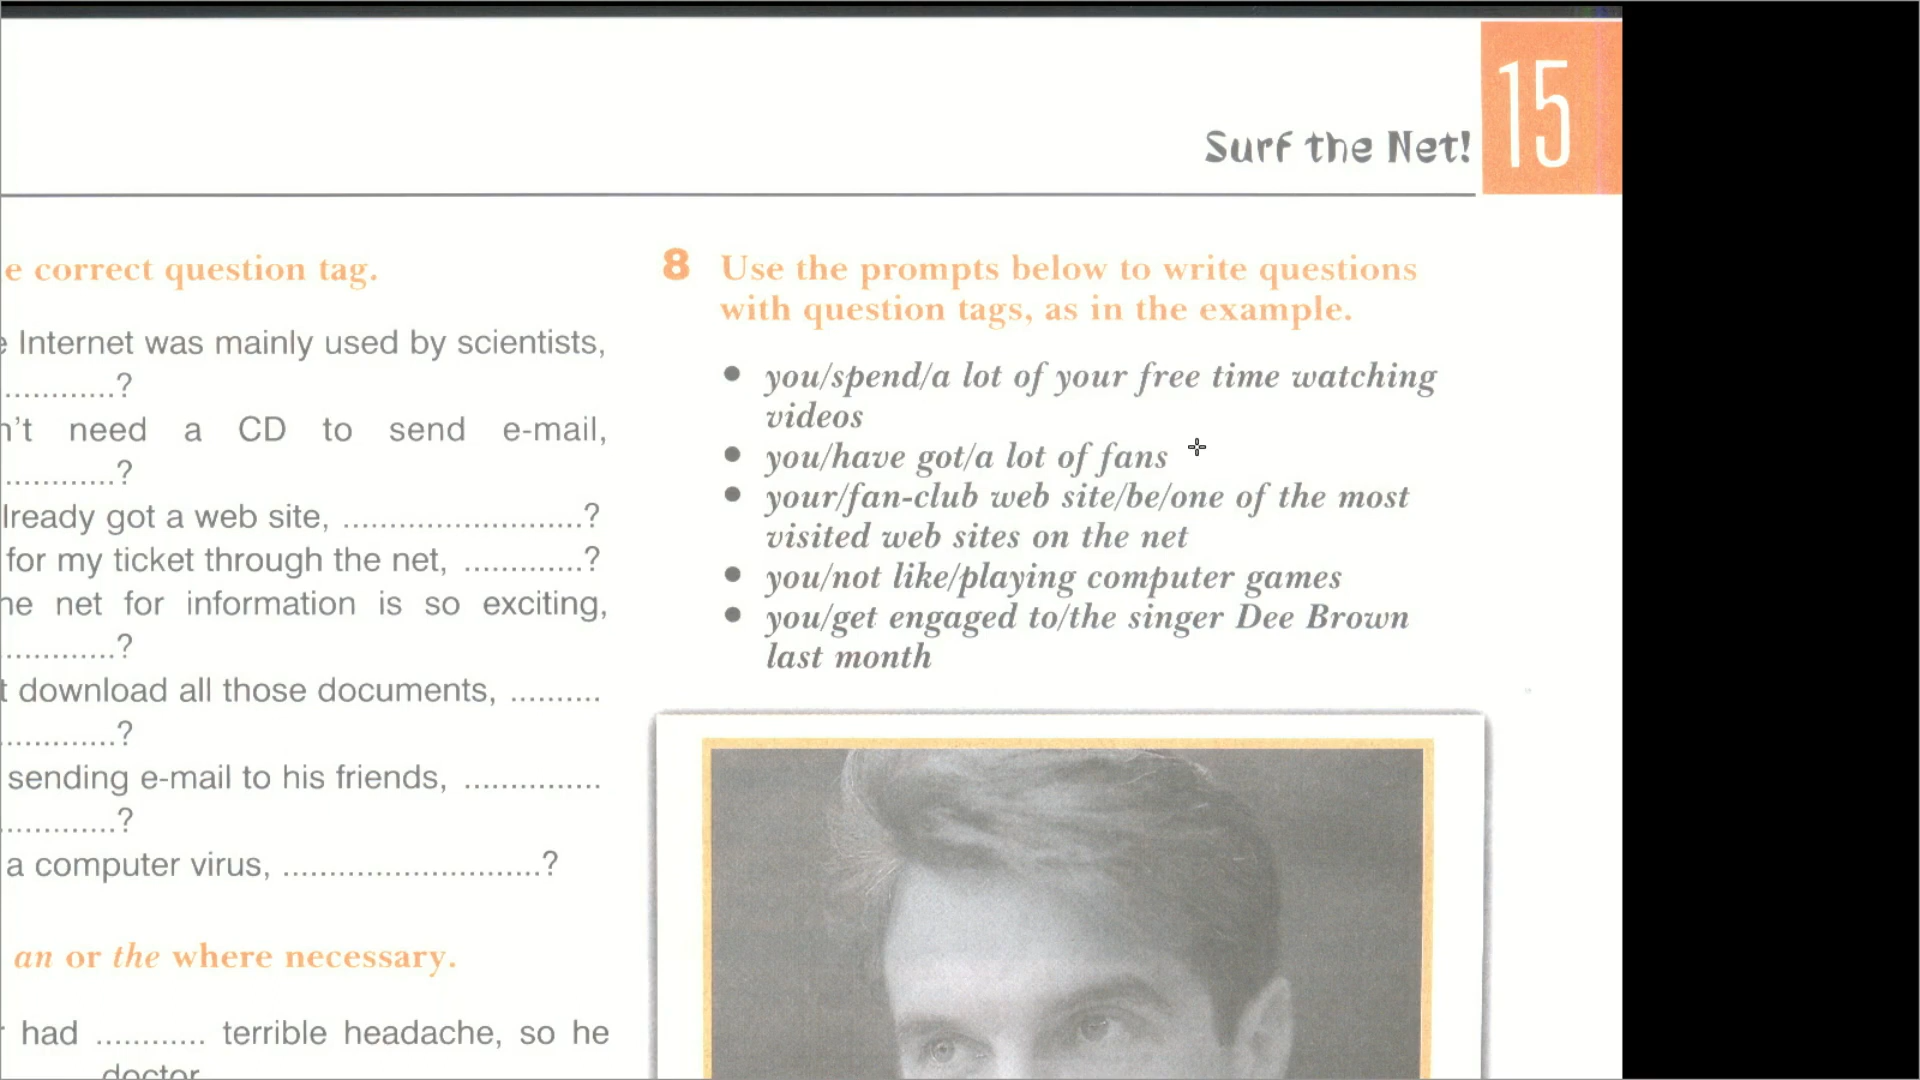 Surf the Net!
15
e correct question tag.
e Internet was mainly used by scientists,
............?
n't need a CD to send e-mail,
............?
lready got a web site, ..........................?
for my ticket through the net, .............?
he net for information is so exciting,
............?
t download all those documents, ..........
............?
sending e-mail to his friends, ...............
............?
a computer virus, ............................?
an or the where necessary.
r had ............ terrible headache, so he
doctor
8 Use the prompts below to write questions
with question tags, as in the example.
• you/spend/a lot of your free time watching
videos
• you/have got/a lot of fans
• your/fan-club web site/be/one of the most
visited web sites on the net
• you/not like/playing computer games
• you/get engaged to/the singer Dee Brown
last month